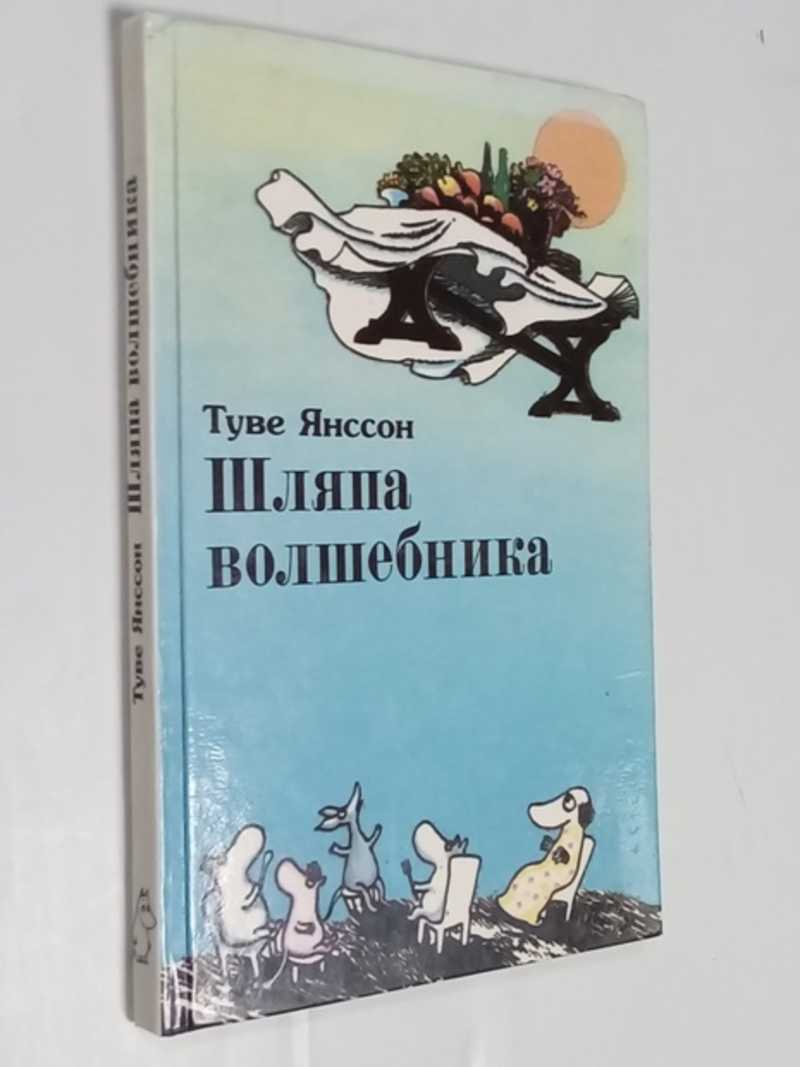 Туве Янссон
Шляпа
волшебника
Туве Янссон Шляпа волшебника